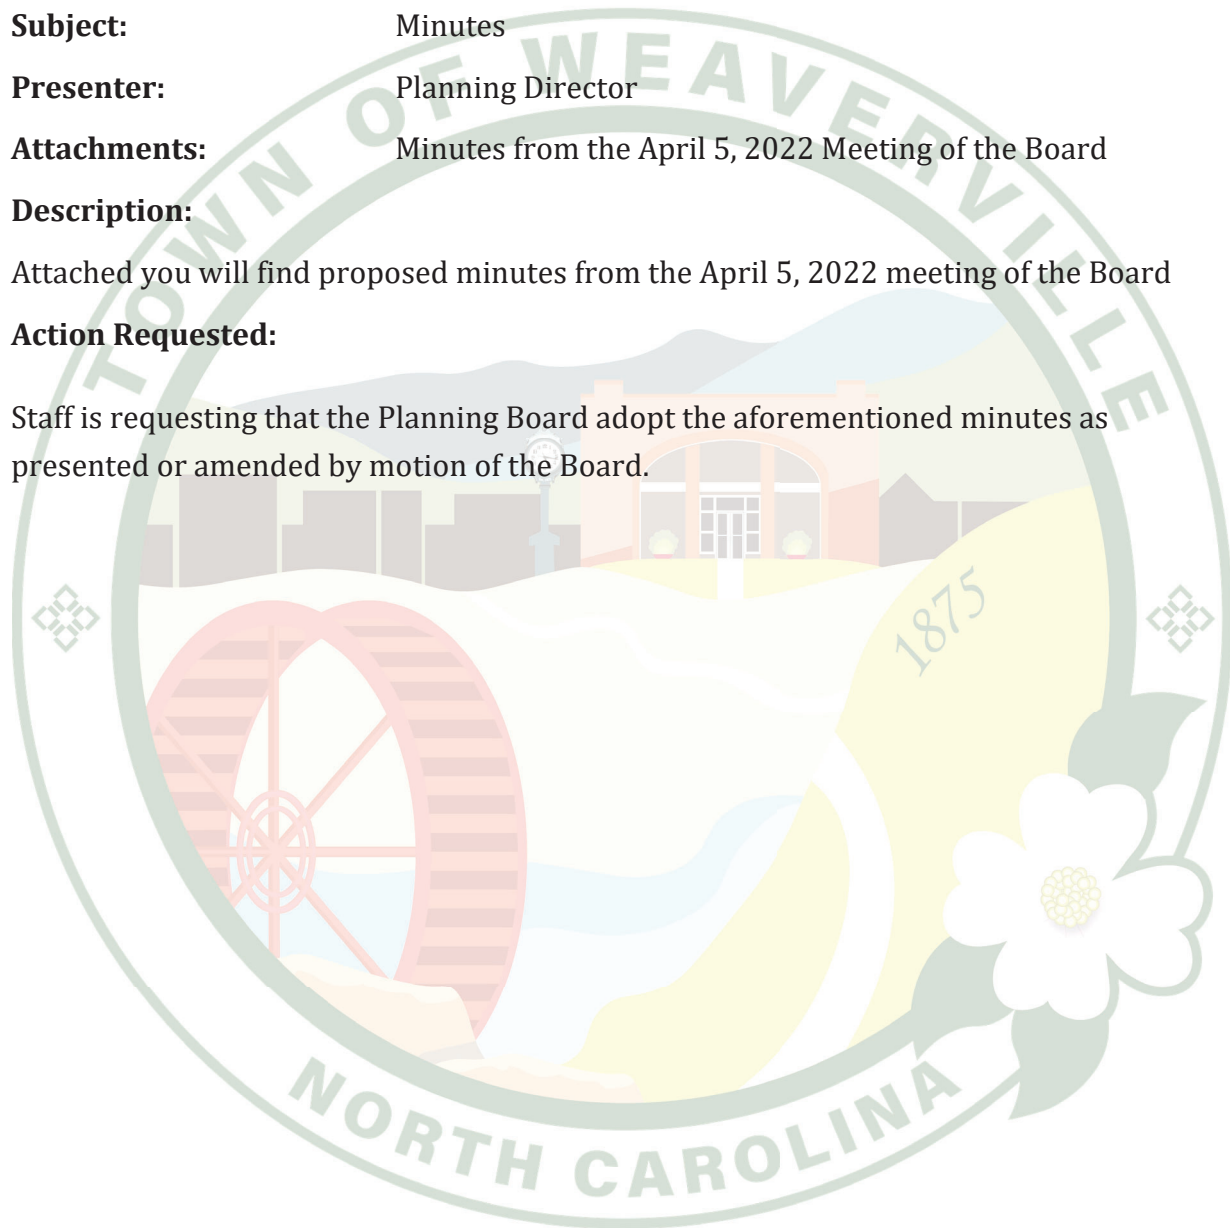 Subject: Minutes
Presenter: Planning Director
Attachments: Minutes from the April 5, 2022 Meeting of the Board
Description:
Attached you will find proposed minutes from the April 5, 2022 meeting of the Board
Action Requested:
Staff is requesting that the Planning Board adopt the aforementioned minutes as
presented or amended by motion of the Board.
TOWN OF WEAVERVILLE
1875
NORTH CAROLINA